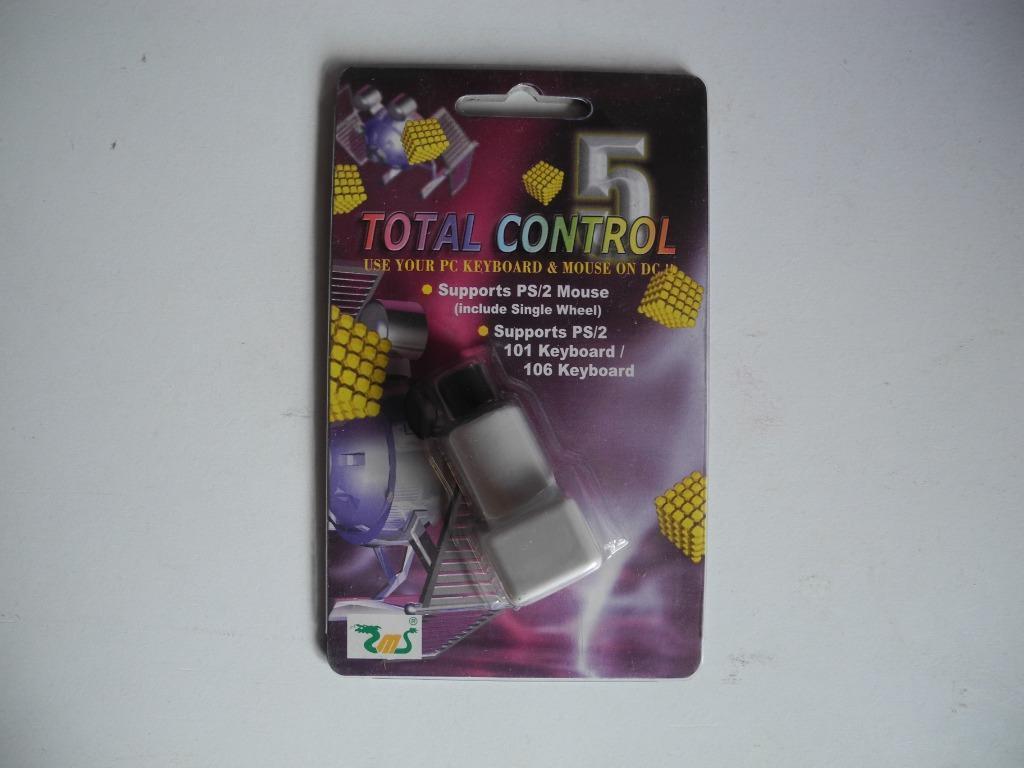 5
TOTAL CONTROL
USE YOUR PC KEYBOARD & MOUSE ON DC !!
Supports PS/2 Mouse
(include Single Wheel)
Supports PS/2
101 Keyboard /
106 Keyboard
EMS ®